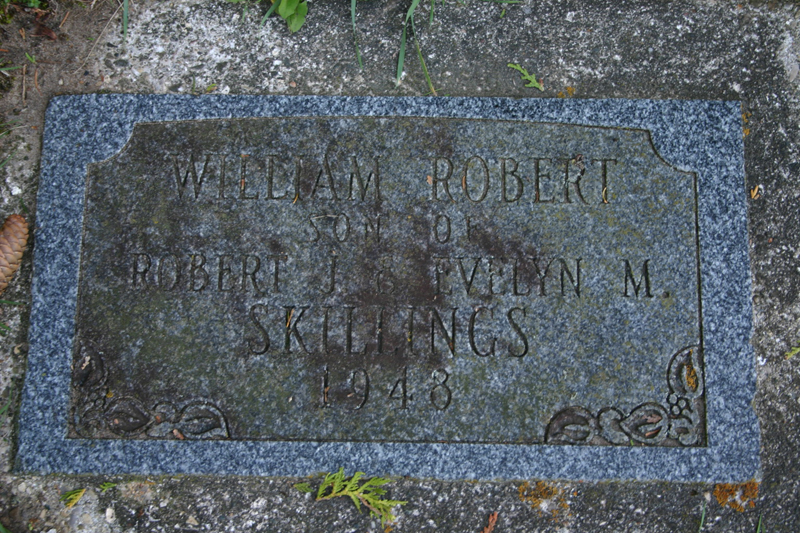 WILLIAM ROBERT
SON OF
ROBERT J. & EVELYN M.
SKILLINGS
1948